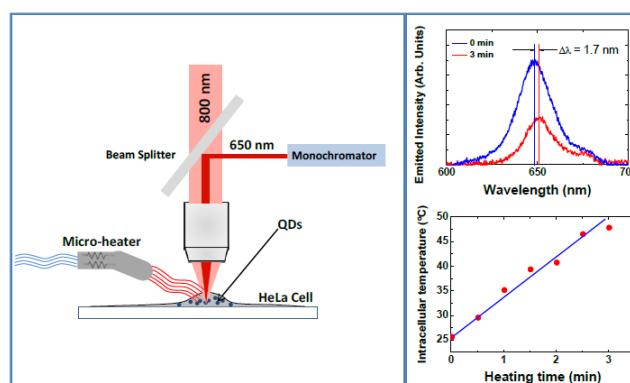 800 nm
Beam Splitter
650 nm
Monochromator
QDs
Micro-heater
HeLa Cell
Emitted Intensity (Arb. Units)
0 min
3 min
Δλ = 1.7 nm
600 650 700
Wavelength (nm)
Intracellular temperature (ºC)
50
45
40
35
30
25
0 1 2 3
Heating time (min)